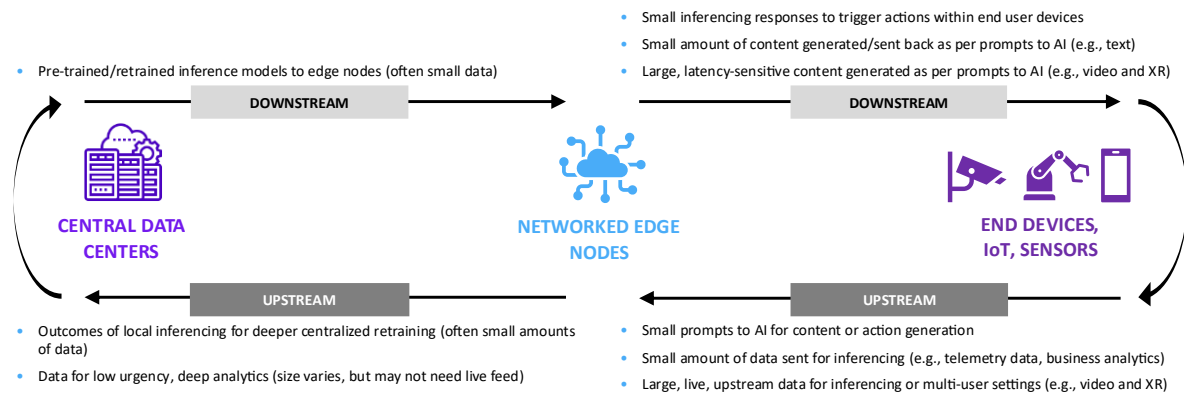 • Small inferencing responses to trigger actions within end user devices
• Small amount of content generated/sent back as per prompts to AI (e.g., text)
• Pre-trained/retrained inference models to edge nodes (often small data)
• Large, latency-sensitive content generated as per prompts to AI (e.g., video and XR)
DOWNSTREAM
DOWNSTREAM
CENTRAL DATA
CENTERS
NETWORKED EDGE
NODES
END DEVICES,
IoT, SENSORS
UPSTREAM
UPSTREAM
• Outcomes of local inferencing for deeper centralized retraining (often small amounts
of data)
• Data for low urgency, deep analytics (size varies, but may not need live feed)
• Small prompts to AI for content or action generation
• Small amount of data sent for inferencing (e.g., telemetry data, business analytics)
• Large, live, upstream data for inferencing or multi-user settings (e.g., video and XR)